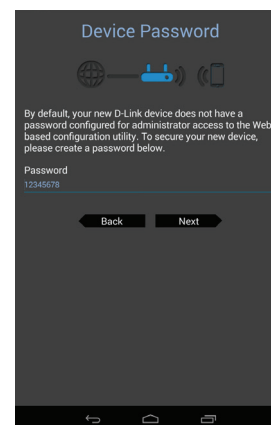 Device Password
By default, your new D-Link device does not have a
password configured for administrator access to the Web
based configuration utility. To secure your new device,
please create a password below.
Password
12345678
Back
Next